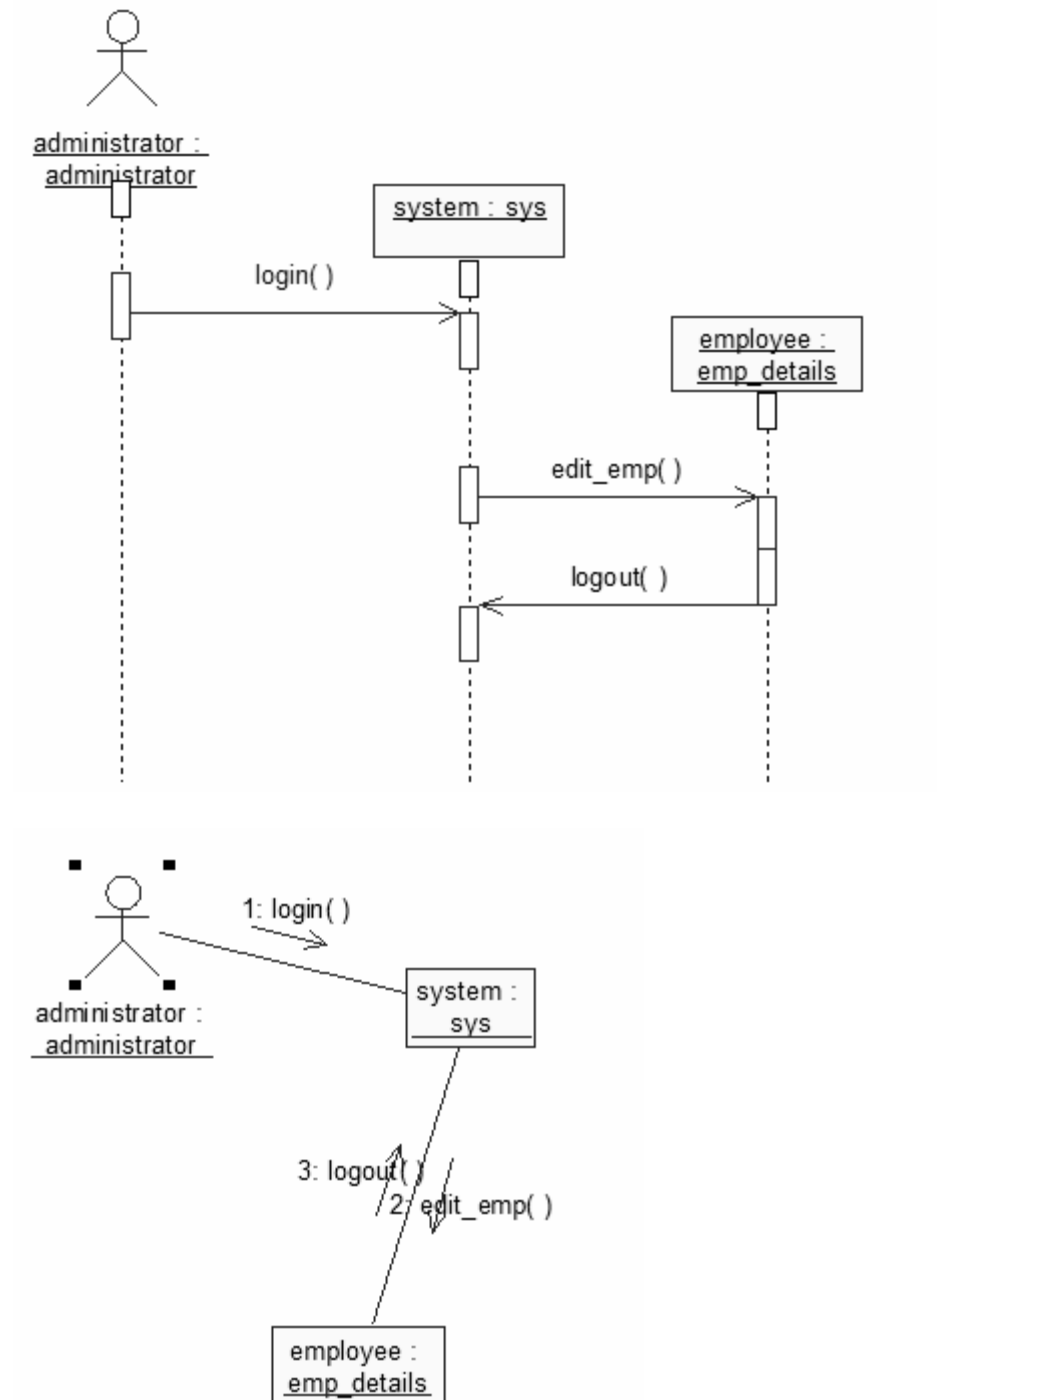 administrator :
administrator
system : sys
login( )
employee :
emp_details
edit_emp( )
logout( )
1: login( )
system :
sys
administrator :
administrator
3: logout( )
2: edit_emp( )
employee :
emp_details